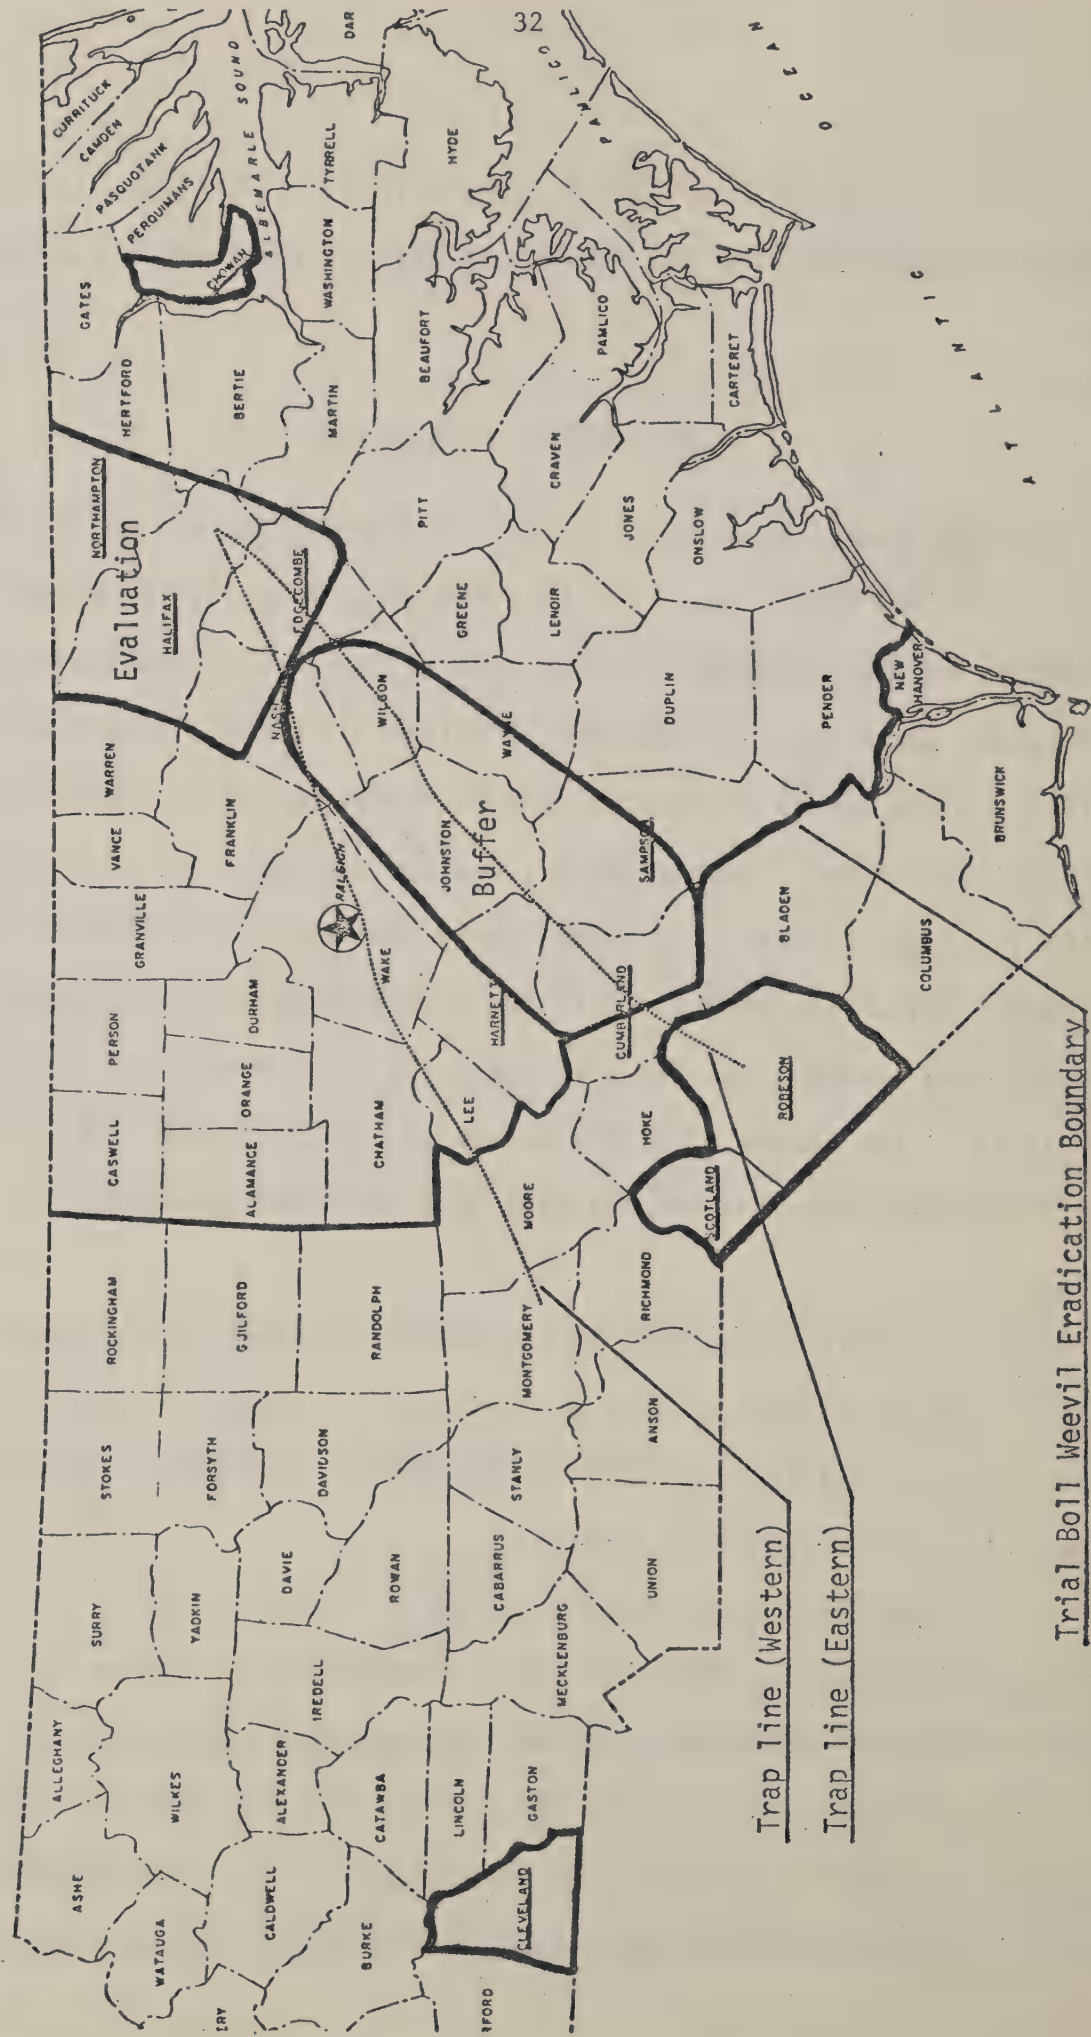 32
ALLEGHANY
ASHE
SURRY
STOKES
ROCKINGHAM
CASWELL
PERSON
GRANVILLE
VANCE
WARREN
NORTHAMPTON
HERTFORD
GATES
CURRITUCK
CAMDEN
PASQUOTANK
PERQUIMANS
CHOWAN
ALBEMARLE SOUND
WATAUGA
WILKES
YADKIN
FORSYTH
GUILFORD
ALAMANCE
ORANGE
DURHAM
FRANKLIN
Evaluation
HALIFAX
BERTIE
CALDWELL
ALEXANDER
IREDELL
DAVIE
DAVIDSON
RANDOLPH
CHATHAM
WAKE
RALEIGH
NASH
EDGECOMBE
MARTIN
WASHINGTON
TYRRELL
DAR
ERY
BURKE
CATAWBA
ROWAN
LEE
HARNETT
JOHNSTON
Buffer
WILSON
WAYNE
GREENE
PITT
BEAUFORT
HYDE
PAMLICO
RFORD
CLEVELAND
LINCOLN
GASTON
MECKLENBURG
CABARRUS
STANLY
MONTGOMERY
MOORE
CUMBERLAND
SAMPSON
DUPLIN
LENOIR
JONES
CRAVEN
PAMLICO
CARTERET
UNION
ANSON
RICHMOND
SCOTLAND
HOKE
ROBESON
BLADEN
PENDER
ONSLOW
COLUMBUS
BRUNSWICK
NEW
HANOVER
ATLANTIC
OCEAN
Trap line (Western)
Trap line (Eastern)
Trial Boll Weevil Eradication Boundary